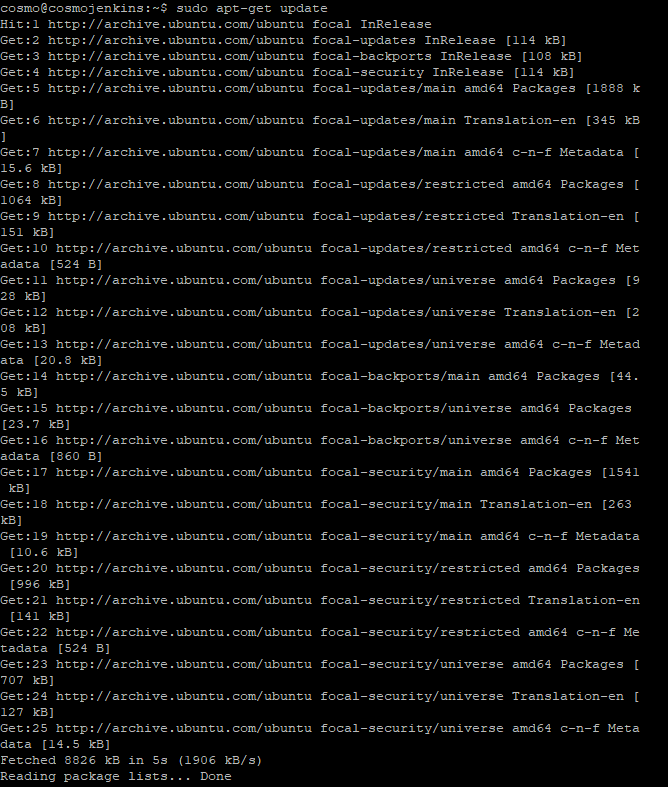 cosmo@cosmojenkins:~$ sudo apt-get update
Hit:1 http://archive.ubuntu.com/ubuntu focal InRelease
Get:2 http://archive.ubuntu.com/ubuntu focal-updates InRelease [114 kB]
Get:3 http://archive.ubuntu.com/ubuntu focal-backports InRelease [108 kB]
Get:4 http://archive.ubuntu.com/ubuntu focal-security InRelease [114 kB]
Get:5 http://archive.ubuntu.com/ubuntu focal-updates/main amd64 Packages [1888 k
B]
Get:6 http://archive.ubuntu.com/ubuntu focal-updates/main Translation-en [345 kB
]
Get:7 http://archive.ubuntu.com/ubuntu focal-updates/main amd64 c-n-f Metadata [
15.6 kB]
Get:8 http://archive.ubuntu.com/ubuntu focal-updates/restricted amd64 Packages [
1064 kB]
Get:9 http://archive.ubuntu.com/ubuntu focal-updates/restricted Translation-en [
151 kB]
Get:10 http://archive.ubuntu.com/ubuntu focal-updates/restricted amd64 c-n-f Met
adata [524 B]
Get:11 http://archive.ubuntu.com/ubuntu focal-updates/universe amd64 Packages [9
28 kB]
Get:12 http://archive.ubuntu.com/ubuntu focal-updates/universe Translation-en [2
08 kB]
Get:13 http://archive.ubuntu.com/ubuntu focal-updates/universe amd64 c-n-f Metad
ata [20.8 kB]
Get:14 http://archive.ubuntu.com/ubuntu focal-backports/main amd64 Packages [44.
5 kB]
Get:15 http://archive.ubuntu.com/ubuntu focal-backports/universe amd64 Packages
[23.7 kB]
Get:16 http://archive.ubuntu.com/ubuntu focal-backports/universe amd64 c-n-f Met
adata [860 B]
Get:17 http://archive.ubuntu.com/ubuntu focal-security/main amd64 Packages [1541
 kB]
Get:18 http://archive.ubuntu.com/ubuntu focal-security/main Translation-en [263
kB]
Get:19 http://archive.ubuntu.com/ubuntu focal-security/main amd64 c-n-f Metadata
 [10.6 kB]
Get:20 http://archive.ubuntu.com/ubuntu focal-security/restricted amd64 Packages
 [996 kB]
Get:21 http://archive.ubuntu.com/ubuntu focal-security/restricted Translation-en
 [141 kB]
Get:22 http://archive.ubuntu.com/ubuntu focal-security/restricted amd64 c-n-f Me
tadata [524 B]
Get:23 http://archive.ubuntu.com/ubuntu focal-security/universe amd64 Packages [
707 kB]
Get:24 http://archive.ubuntu.com/ubuntu focal-security/universe Translation-en [
127 kB]
Get:25 http://archive.ubuntu.com/ubuntu focal-security/universe amd64 c-n-f Meta
data [14.5 kB]
Fetched 8826 kB in 5s (1906 kB/s)
Reading package lists... Done